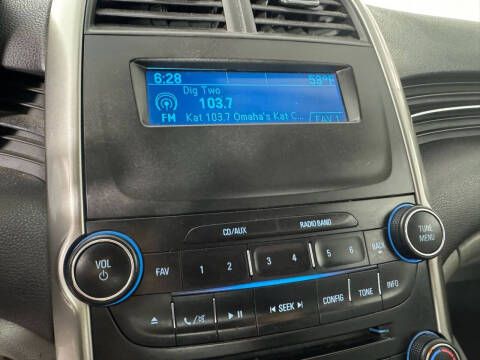 6:28 53°F
Dig Two
103.7
FM Kat 103.7 Omaha's Kat C... FAV 1
CD/AUX RADIO BAND
VOL FAV 1 2 3 4 5 6 BACK TUNE
MENU
SEEK CONFIG TONE INFO